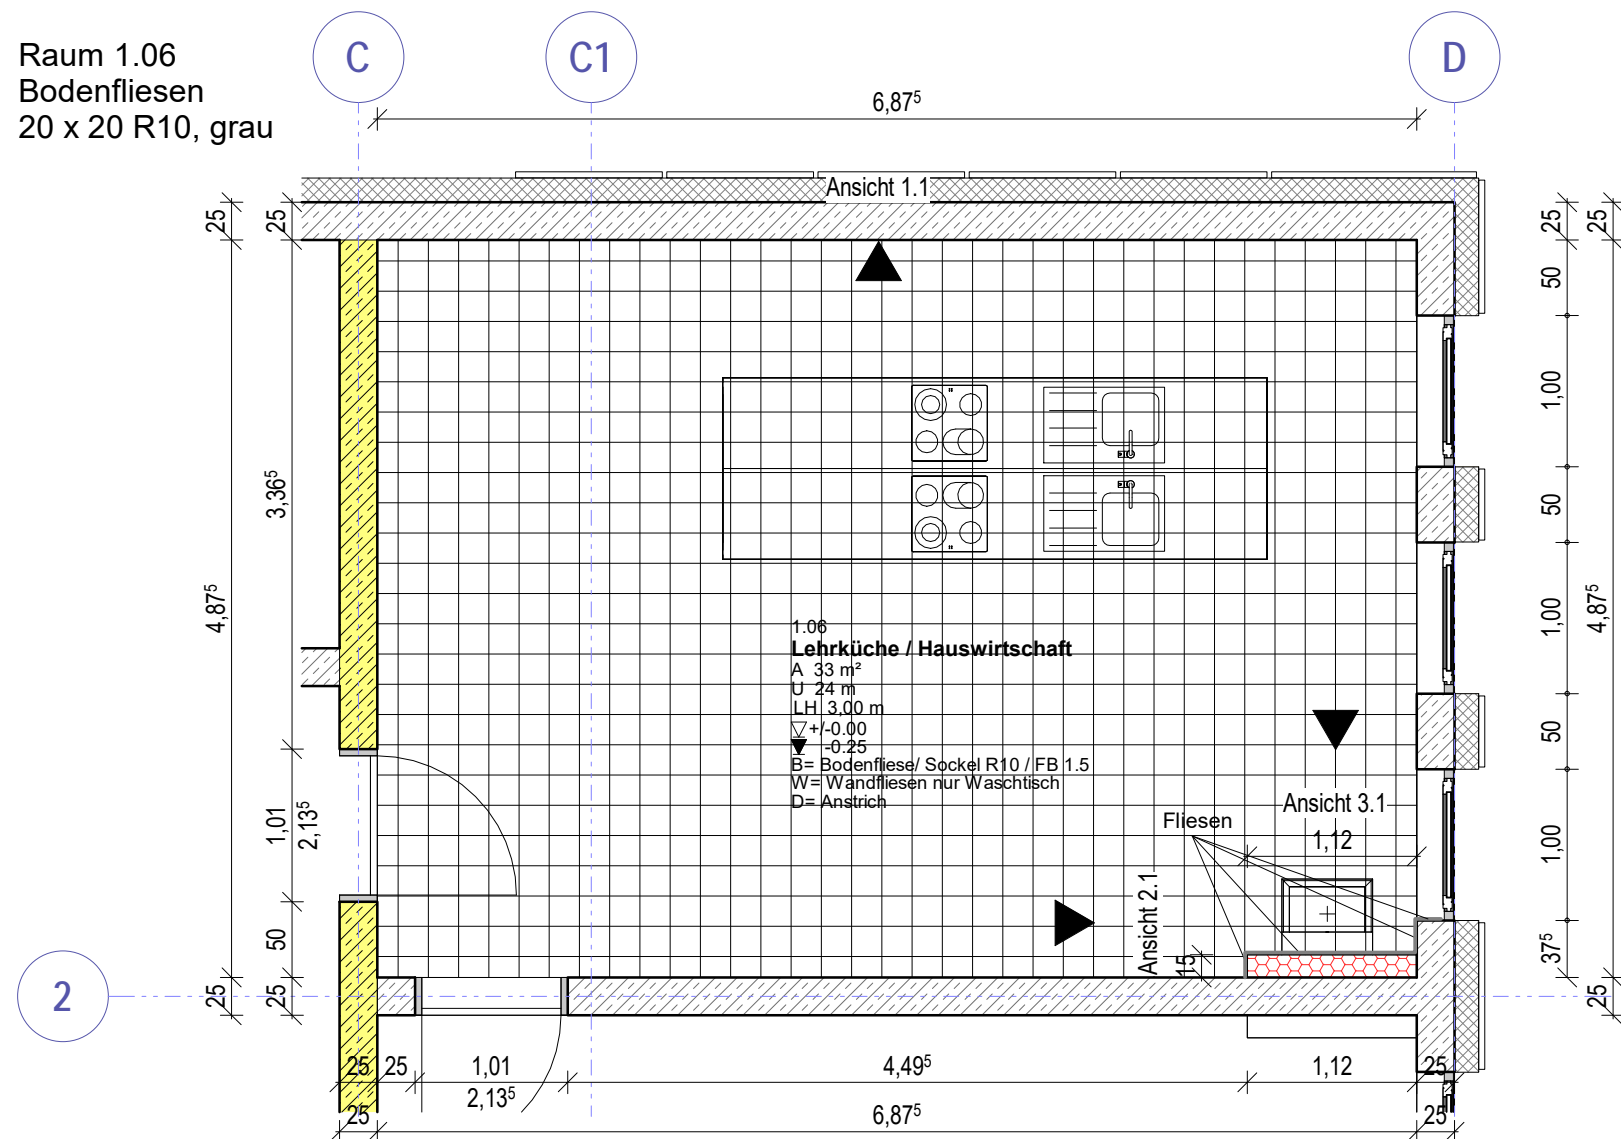 Raum 1.06
Bodenfliesen
20 x 20 R10, grau
C
C1
D
6,87⁵
Ansicht 1.1
25
25
25
25
50
1,00
3,36⁵
50
4,87⁵
1,00
4,87⁵
1.06
Lehrküche / Hauswirtschaft
A 33 m²
U 24 m
LH 3,00 m
+/-0.00
-0.25
B= Bodenfliese/ Sockel R10 / FB 1.5
W= Wandfliesen nur Waschtisch
D= Anstrich
50
Ansicht 3.1
Fliesen
1,12
1,01
2,13⁵
1,00
Ansicht 2.1
15
50
37⁵
2
25
25
25
25
25
1,01
2,13⁵
4,49⁵
1,12
25
25
6,87⁵
25